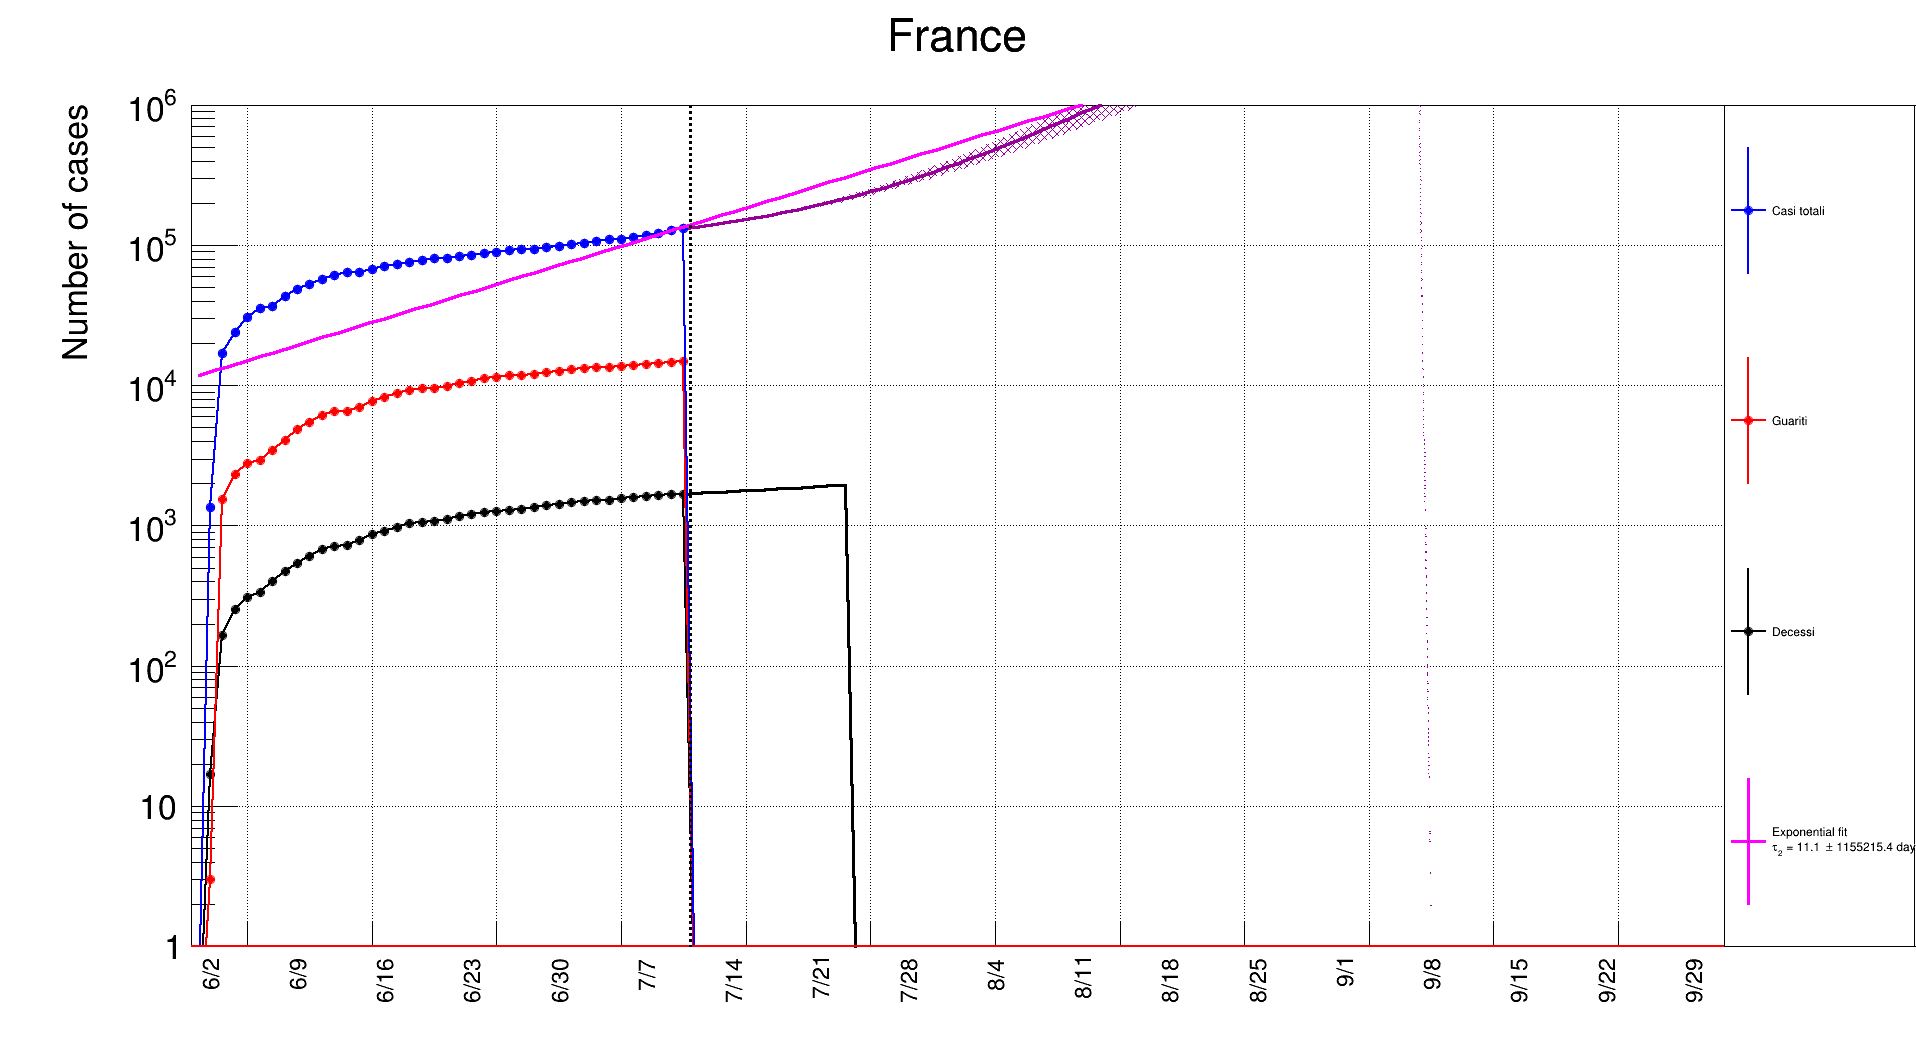 France
Number of cases
10^6
10^5
10^4
10^3
10^2
10
1
6/2 6/9 6/16 6/23 6/30 7/7 7/14 7/21 7/28 8/4 8/11 8/18 8/25 9/1 9/8 9/15 9/22 9/29
Casi totali
Guariti
Decessi
Exponential fit
τ_2 = 11.1 ± 1155215.4 day